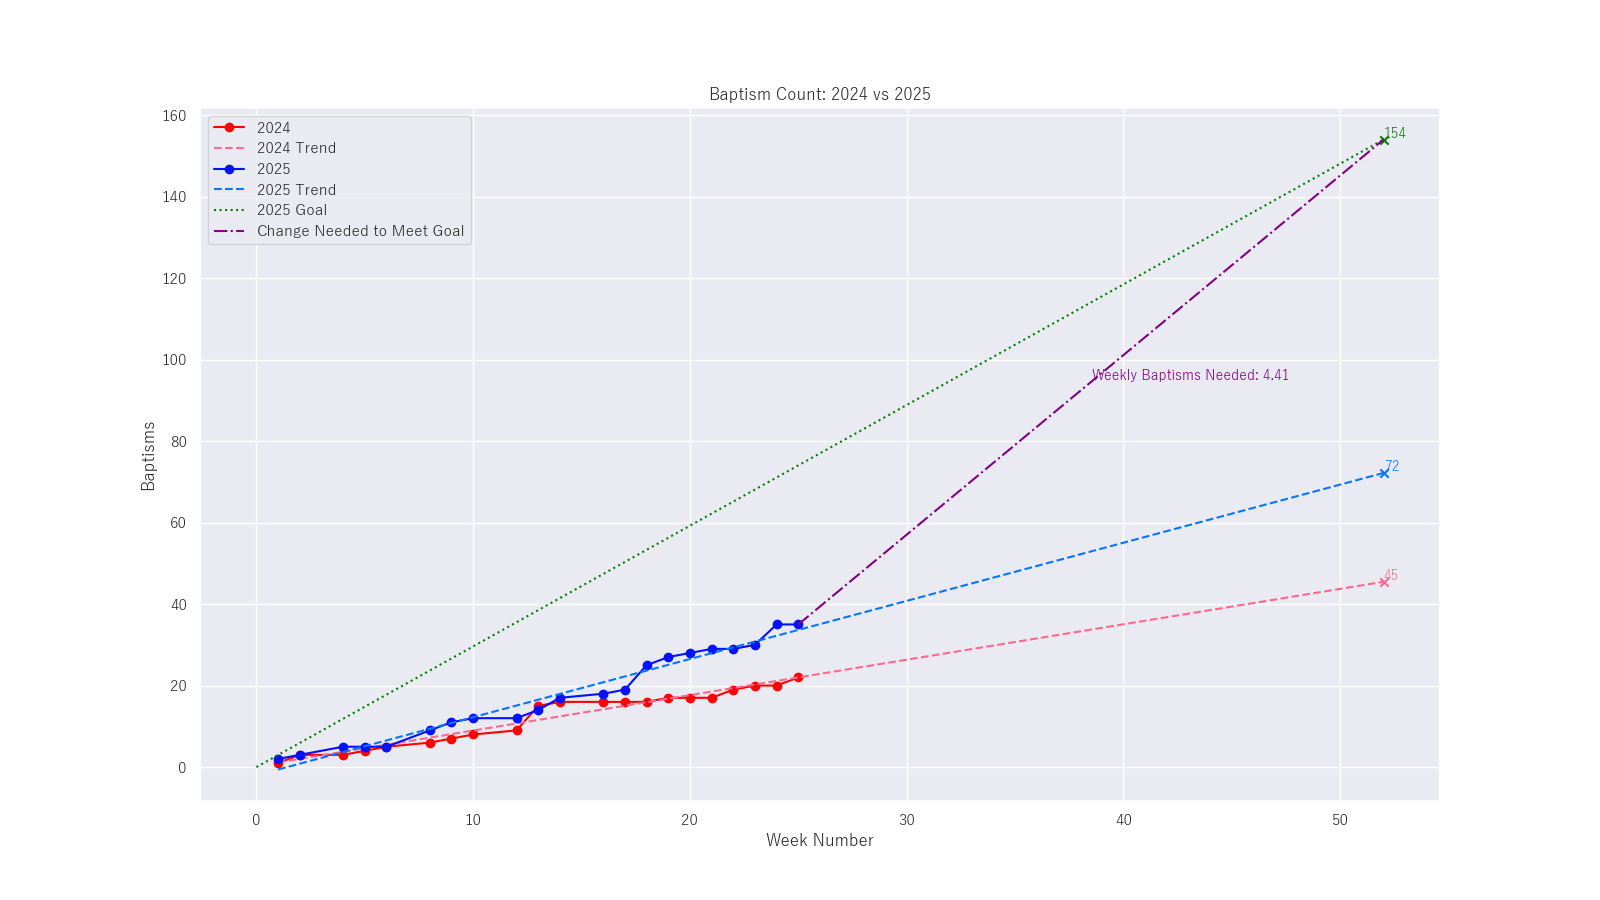 Baptism Count: 2024 vs 2025
160
140
120
100
80
60
40
20
0
Baptisms
2024
2024 Trend
2025
2025 Trend
2025 Goal
Change Needed to Meet Goal
154
Weekly Baptisms Needed: 4.41
72
45
0 10 20 30 40 50
Week Number